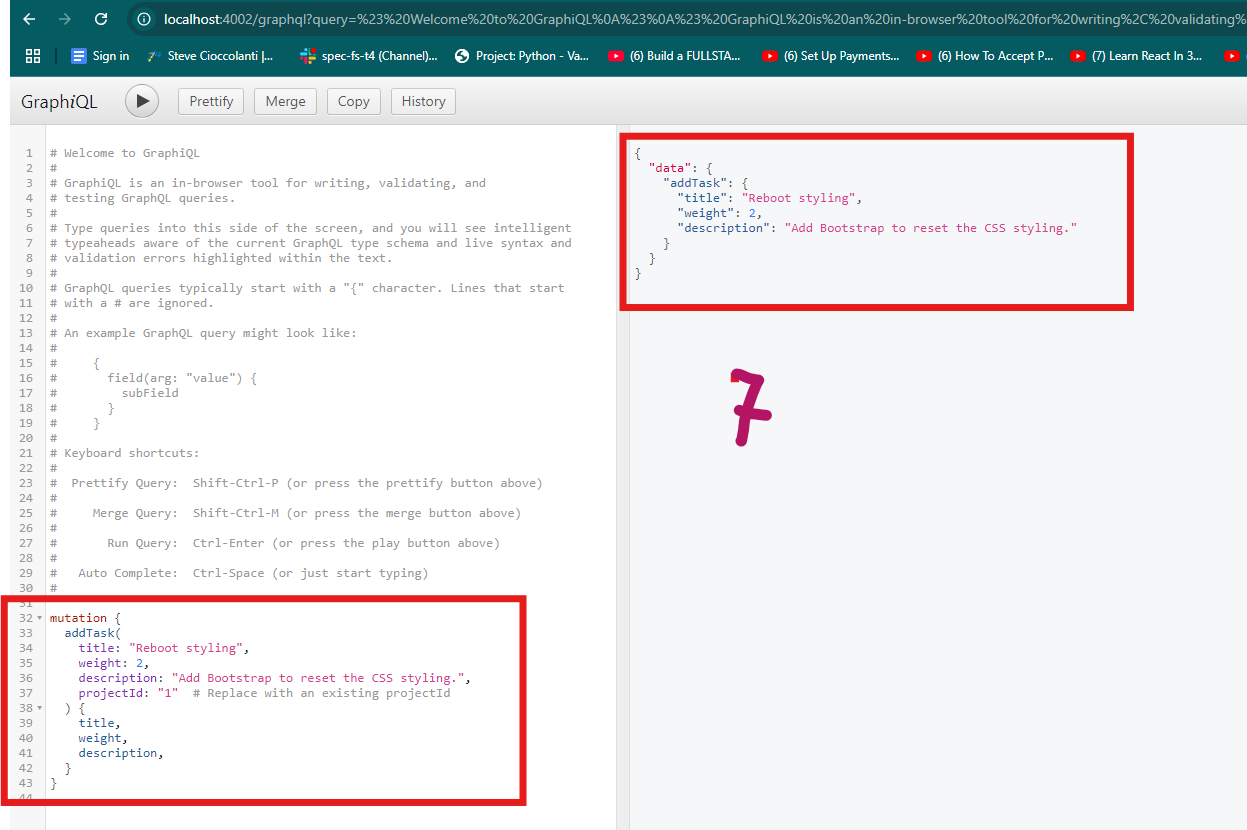 localhost:4002/graphql?query=%23%20Welcome%20to%20GraphiQL%0A%23%0A%23%20GraphiQL%20is%20an%20in-browser%20tool%20for%20writing%2C%20validating%
Sign in
Steve Cioccolanti |...
spec-fs-t4 (Channel)...
Project: Python - Va...
(6) Build a FULLSTA...
(6) Set Up Payments...
(6) How To Accept P...
(7) Learn React In 3...
GraphiQL
Prettify
Merge
Copy
History
1 # Welcome to GraphiQL
2 #
3 # GraphiQL is an in-browser tool for writing, validating, and
4 # testing GraphQL queries.
5 #
6 # Type queries into this side of the screen, and you will see intelligent
7 # typeaheads aware of the current GraphQL type schema and live syntax and
8 # validation errors highlighted within the text.
9 #
10 # GraphQL queries typically start with a "{" character. Lines that start
11 # with a # are ignored.
12 #
13 # An example GraphQL query might look like:
14 #
15 #     {
16 #       field(arg: "value") {
17 #         subField
18 #       }
19 #     }
20 #
21 # Keyboard shortcuts:
22 #
23 #  Prettify Query:  Shift-Ctrl-P (or press the prettify button above)
24 #
25 #     Merge Query:  Shift-Ctrl-M (or press the merge button above)
26 #
27 #       Run Query:  Ctrl-Enter (or press the play button above)
28 #
29 #   Auto Complete:  Ctrl-Space (or just start typing)
30 #
31
32 mutation {
33   addTask(
34     title: "Reboot styling",
35     weight: 2,
36     description: "Add Bootstrap to reset the CSS styling.",
37     projectId: "1"  # Replace with an existing projectId
38   ) {
39     title,
40     weight,
41     description,
42   }
43 }
44
{
  "data": {
    "addTask": {
      "title": "Reboot styling",
      "weight": 2,
      "description": "Add Bootstrap to reset the CSS styling."
    }
  }
}
7